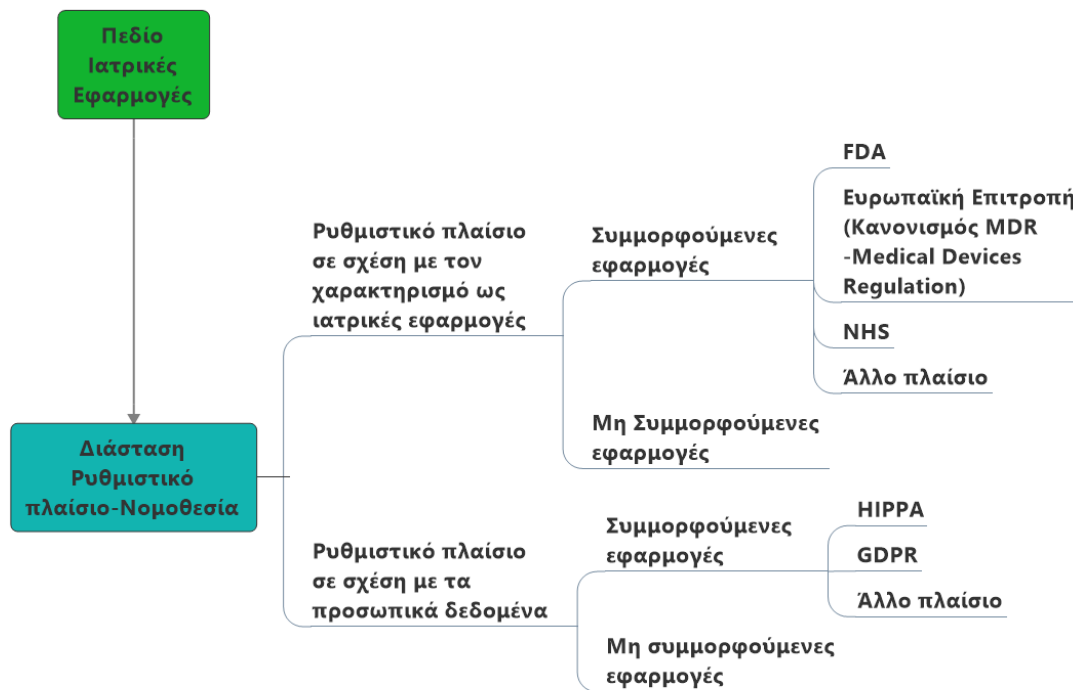 Πεδίο
Ιατρικές
Εφαρμογές
Διάσταση
Ρυθμιστικό
πλαίσιο-Νομοθεσία
Ρυθμιστικό πλαίσιο
σε σχέση με τον
χαρακτηρισμό ως
ιατρικές εφαρμογές
Συμμορφούμενες
εφαρμογές
FDA
Ευρωπαϊκή Επιτροπή
(Κανονισμός MDR
-Medical Devices
Regulation)
NHS
Άλλο πλαίσιο
Μη Συμμορφούμενες
εφαρμογές
Ρυθμιστικό πλαίσιο
σε σχέση με τα
προσωπικά δεδομένα
Συμμορφούμενες
εφαρμογές
HIPPA
GDPR
Άλλο πλαίσιο
Μη συμμορφούμενες
εφαρμογές